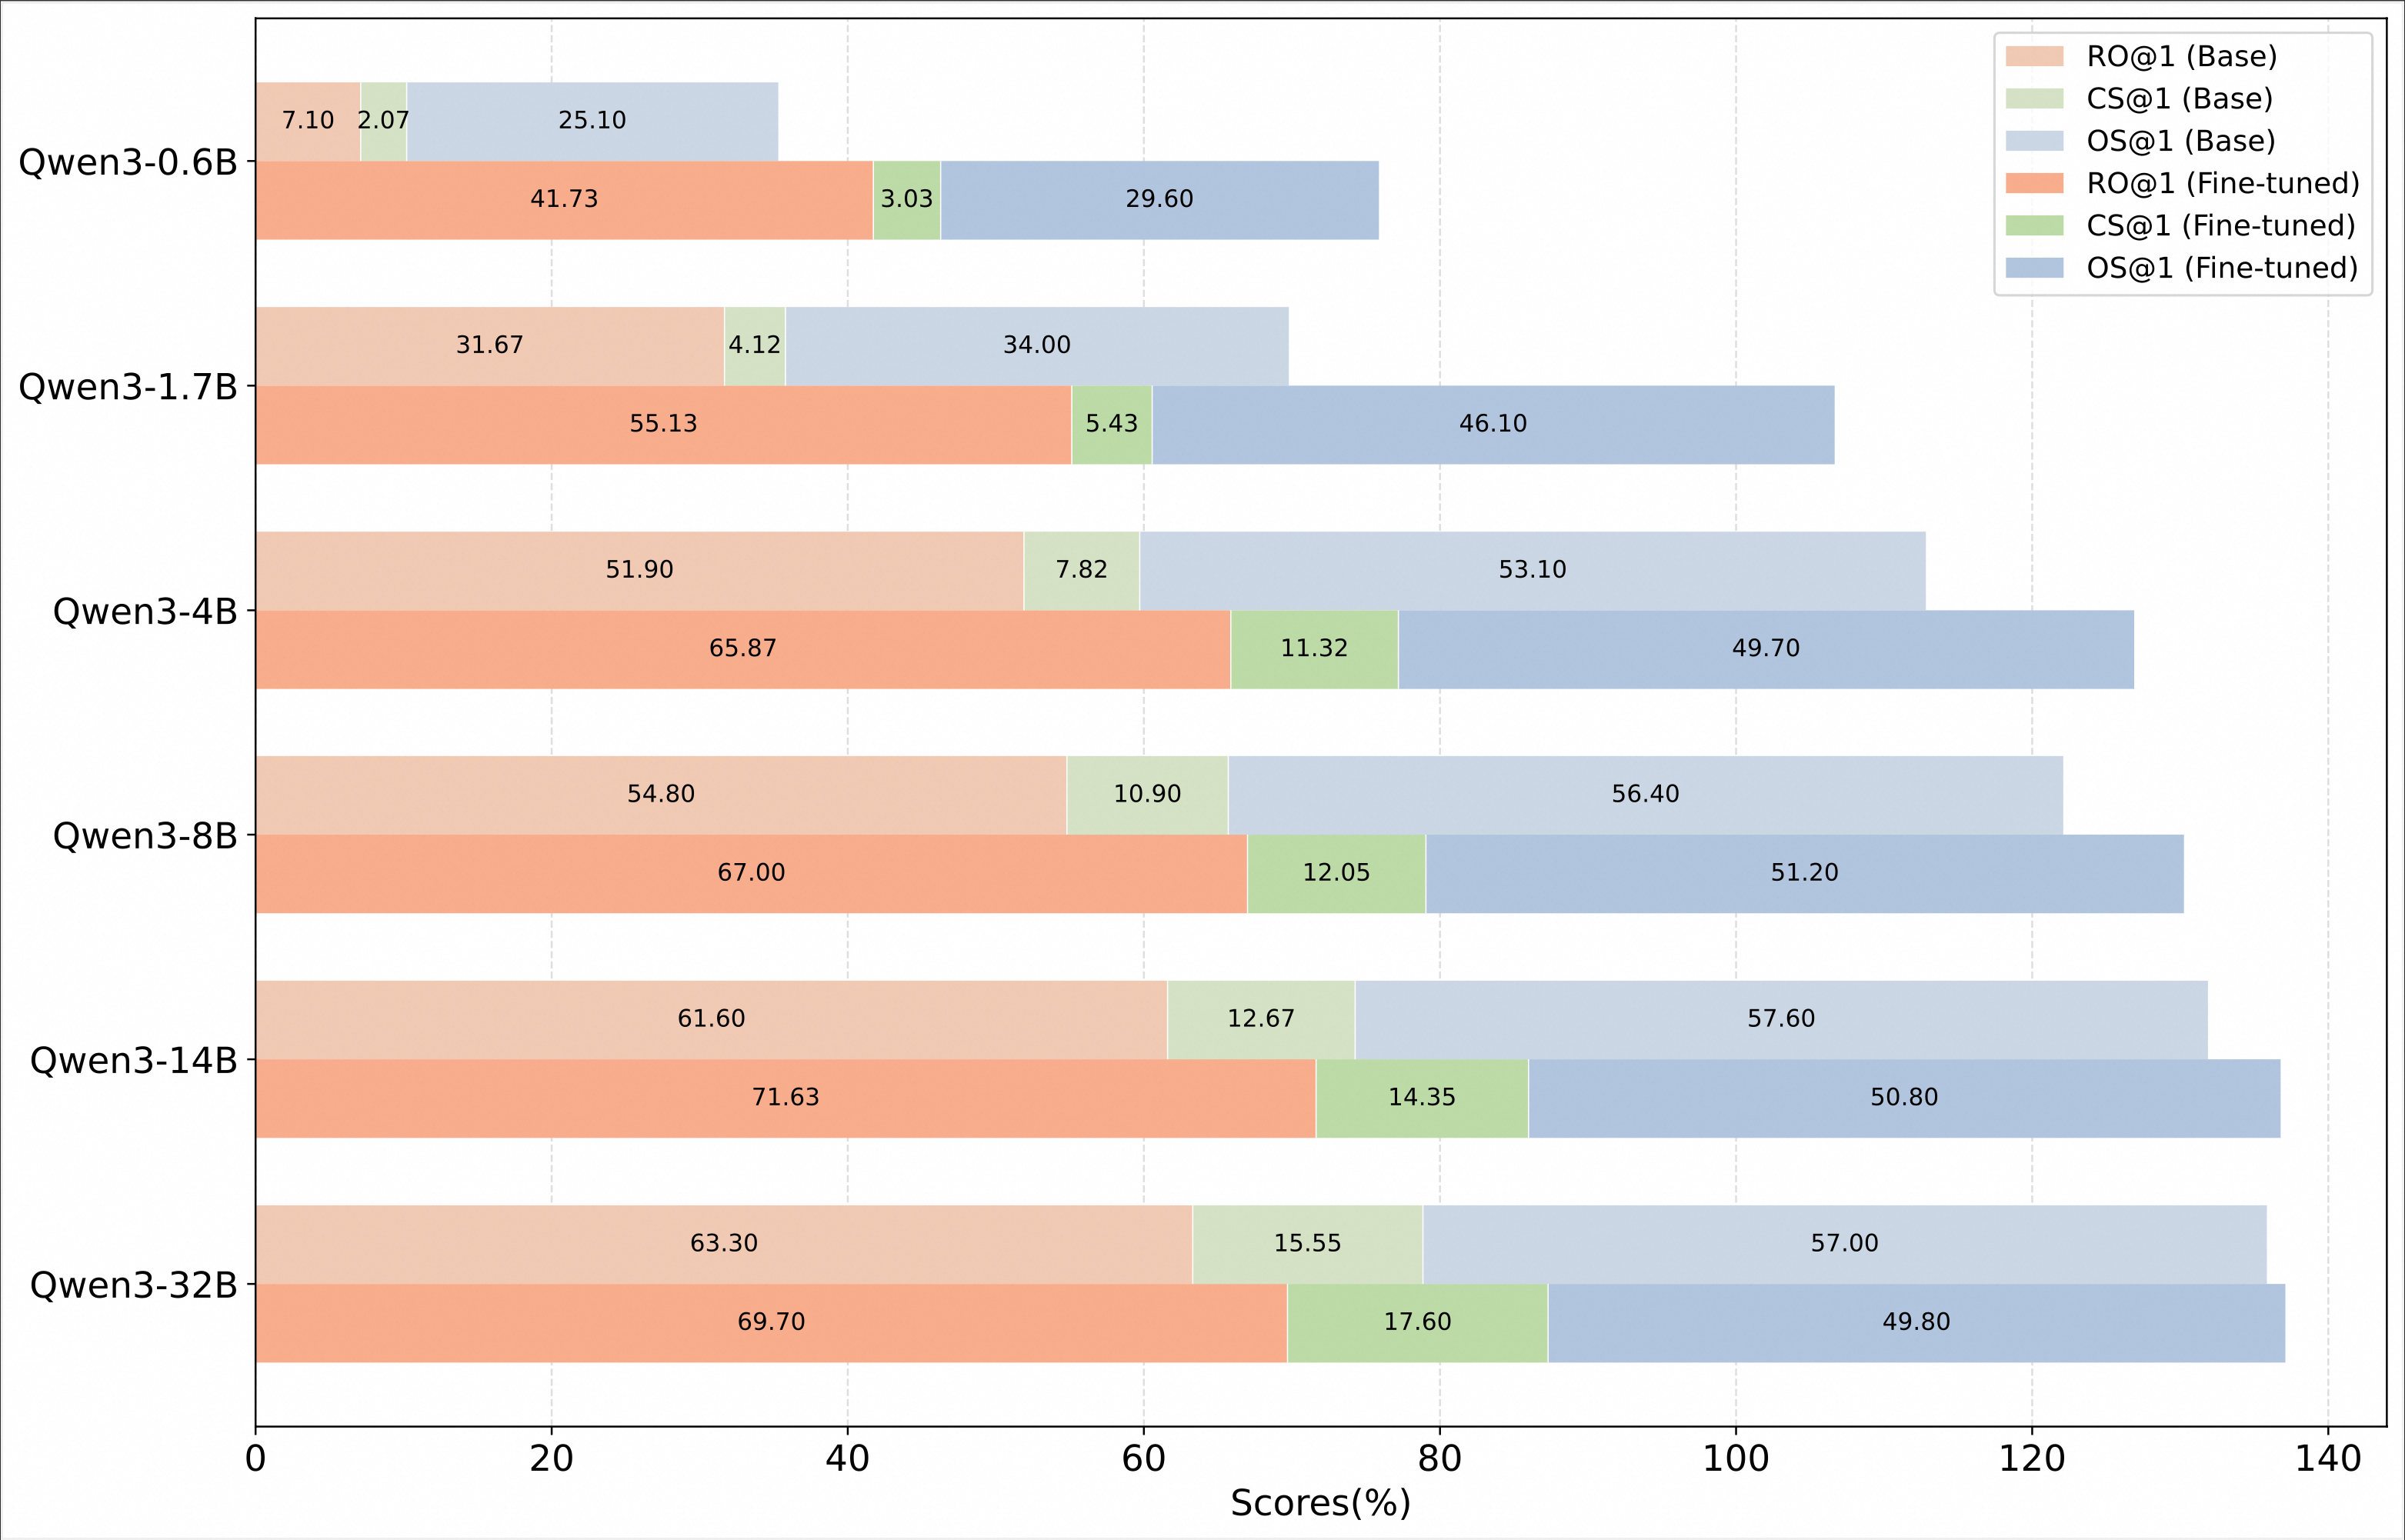 RO@1 (Base)
CS@1 (Base)
OS@1 (Base)
RO@1 (Fine-tuned)
CS@1 (Fine-tuned)
OS@1 (Fine-tuned)
7.10 2.07 25.10
Qwen3-0.6B
41.73 3.03 29.60
31.67 4.12 34.00
Qwen3-1.7B
55.13 5.43 46.10
51.90 7.82 53.10
Qwen3-4B
65.87 11.32 49.70
54.80 10.90 56.40
Qwen3-8B
67.00 12.05 51.20
61.60 12.67 57.60
Qwen3-14B
71.63 14.35 50.80
63.30 15.55 57.00
Qwen3-32B
69.70 17.60 49.80
0 20 40 60 80 100 120 140
Scores(%)